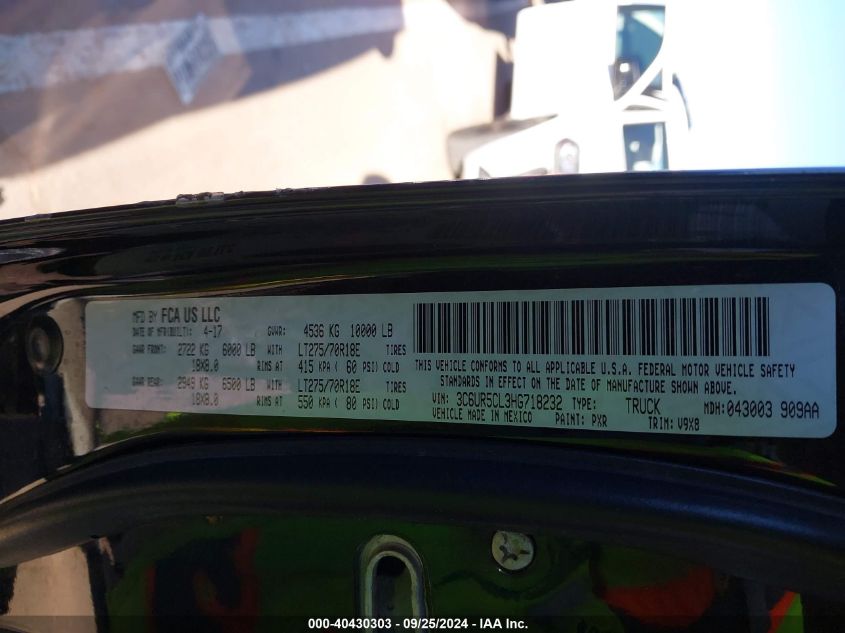 MFD BY FCA US LLC
DATE OF MFR(BUILT): 4-17 GVWR: 4536 KG 10000 LB
GAWR FRONT: 2722 KG 6000 LB WITH LT275/70R18E TIRES
18X8.0 RIMS AT 415 KPA ( 60 PSI) COLD
GAWR REAR: 2948 KG 6500 LB WITH LT275/70R18E TIRES
18X8.0 RIMS AT 550 KPA ( 80 PSI) COLD
THIS VEHICLE CONFORMS TO ALL APPLICABLE U.S.A. FEDERAL MOTOR VEHICLE SAFETY
STANDARDS IN EFFECT ON THE DATE OF MANUFACTURE SHOWN ABOVE.
VIN: 3C6UR5CL3HG718232 TYPE: TRUCK MDH: 043003 909AA
VEHICLE MADE IN MEXICO PAINT: PXR TRIM: V9X8
000-40430303 - 09/25/2024 - IAA Inc.